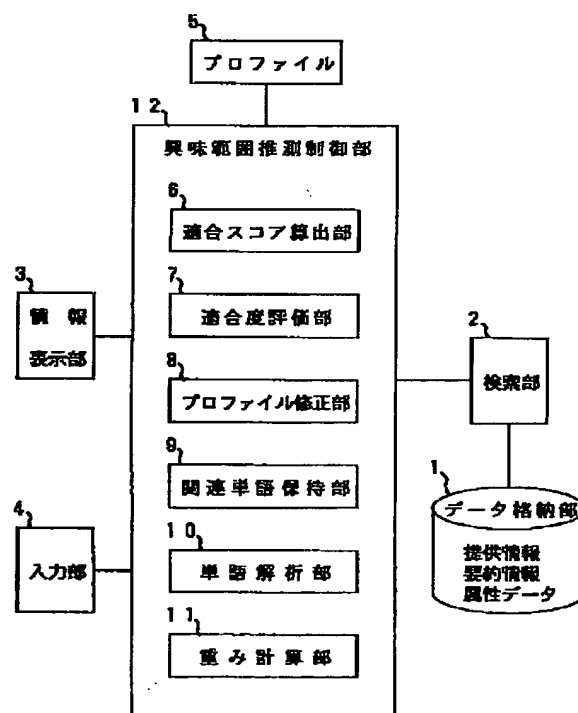 5
プロファイル
12
興味範囲推測制御部
6
適合スコア算出部
7
適合度評価部
8
プロファイル修正部
9
関連単語保持部
10
単語解析部
11
重み計算部
3
情報
表示部
4
入力部
2
検索部
1
データ格納部
提供情報
要約情報
属性データ